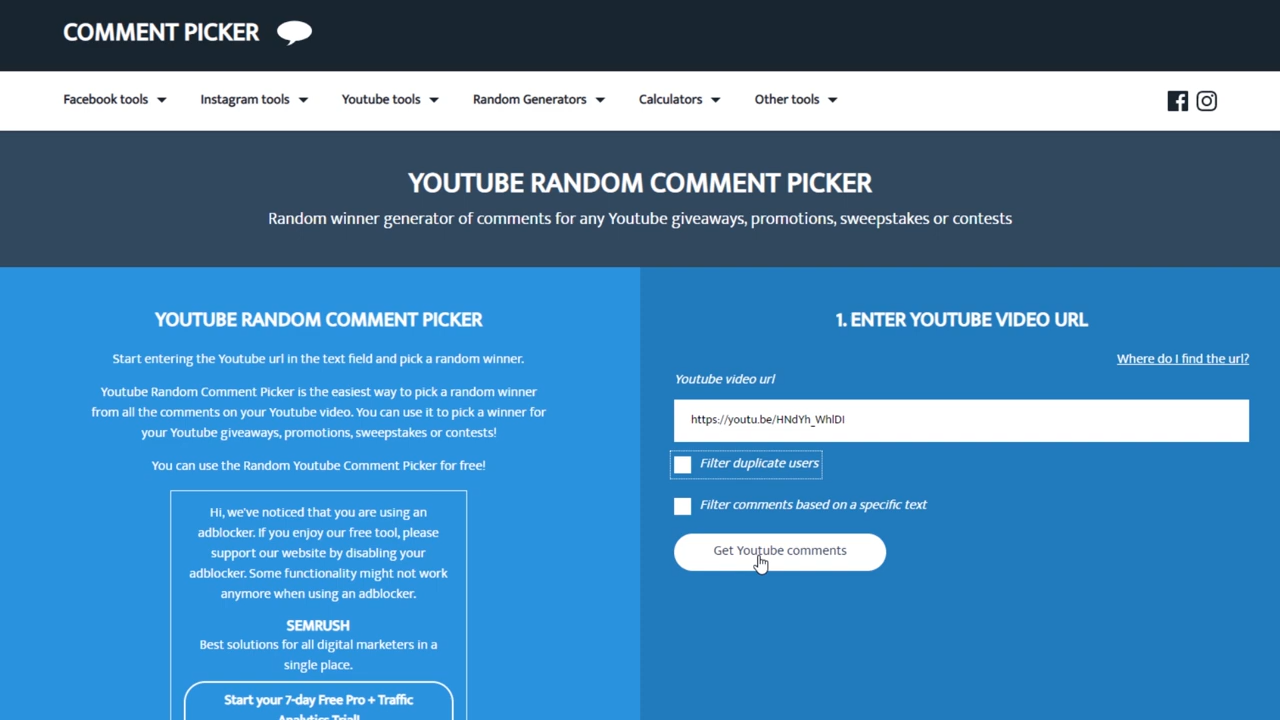 COMMENT PICKER
Facebook tools
Instagram tools
Youtube tools
Random Generators
Calculators
Other tools
YOUTUBE RANDOM COMMENT PICKER
Random winner generator of comments for any Youtube giveaways, promotions, sweepstakes or contests
YOUTUBE RANDOM COMMENT PICKER
Start entering the Youtube url in the text field and pick a random winner.
Youtube Random Comment Picker is the easiest way to pick a random winner
from all the comments on your Youtube video. You can use it to pick a winner for
your Youtube giveaways, promotions, sweepstakes or contests!
You can use the Random Youtube Comment Picker for free!
Hi, we've noticed that you are using an
adblocker. If you enjoy our free tool, please
support our website by disabling your
adblocker. Some functionality might not work
anymore when using an adblocker.
SEMRUSH
Best solutions for all digital marketers in a
single place.
Start your 7-day Free Pro + Traffic
Analytics Trial!
1. ENTER YOUTUBE VIDEO URL
Where do I find the url?
Youtube video url
https://youtu.be/HNdYh_WhlDI
Filter duplicate users
Filter comments based on a specific text
Get Youtube comments